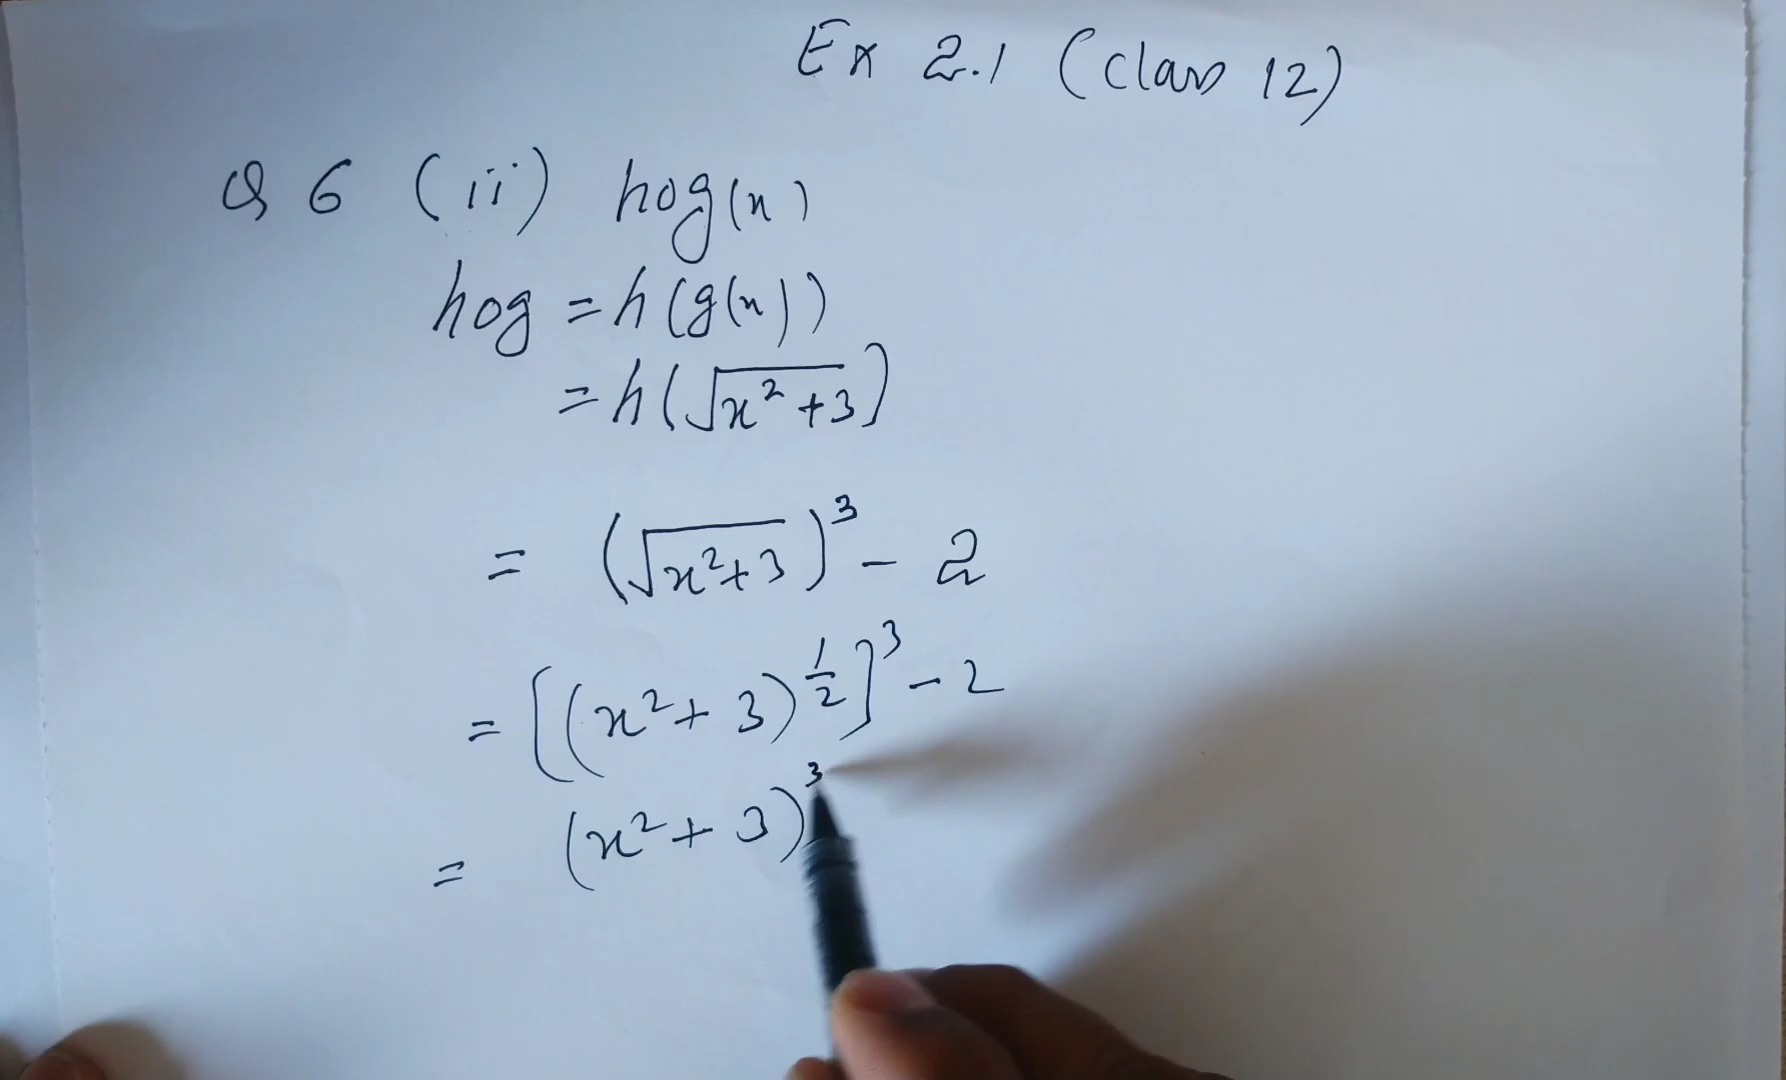 Ex 2.1 (Class 12)
Q 6 (ii) hog(x)
hog = h(g(x))
= h(√x²+3)
= (√x²+3)³ - 2
= [(x²+3)^1/2]³ - 2
= (x²+3)³